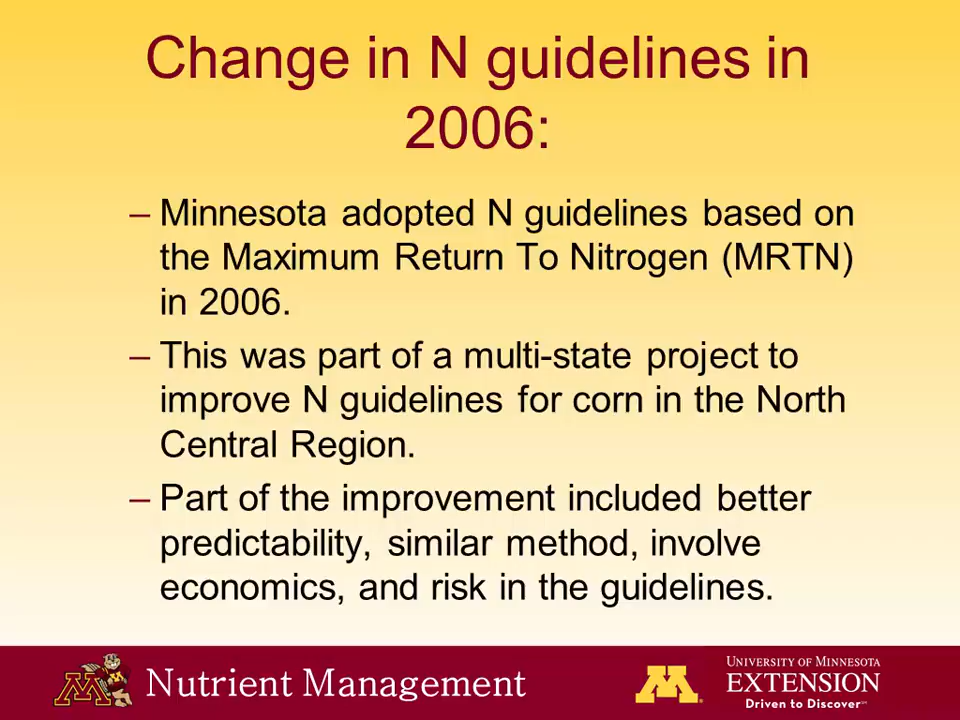 Change in N guidelines in
2006:
– Minnesota adopted N guidelines based on
the Maximum Return To Nitrogen (MRTN)
in 2006.
– This was part of a multi-state project to
improve N guidelines for corn in the North
Central Region.
– Part of the improvement included better
predictability, similar method, involve
economics, and risk in the guidelines.
M
Nutrient Management
M
UNIVERSITY OF MINNESOTA
EXTENSION
Driven to Discover℠